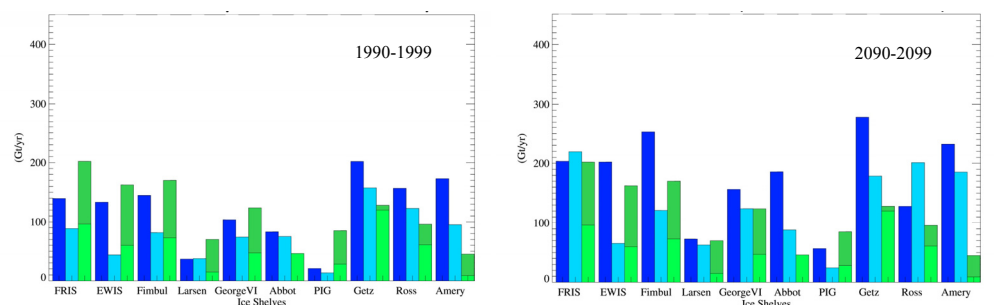 1990-1999
400
300
200
100
0
(Gt/yr)
FRIS EWIS Fimbul Larsen GeorgeVI Abbot PIG Getz Ross Amery
Ice Shelves
2090-2099
400
300
200
100
0
(Gt/yr)
FRIS EWIS Fimbul Larsen GeorgeVI Abbot PIG Getz Ross Amery
Ice Shelves